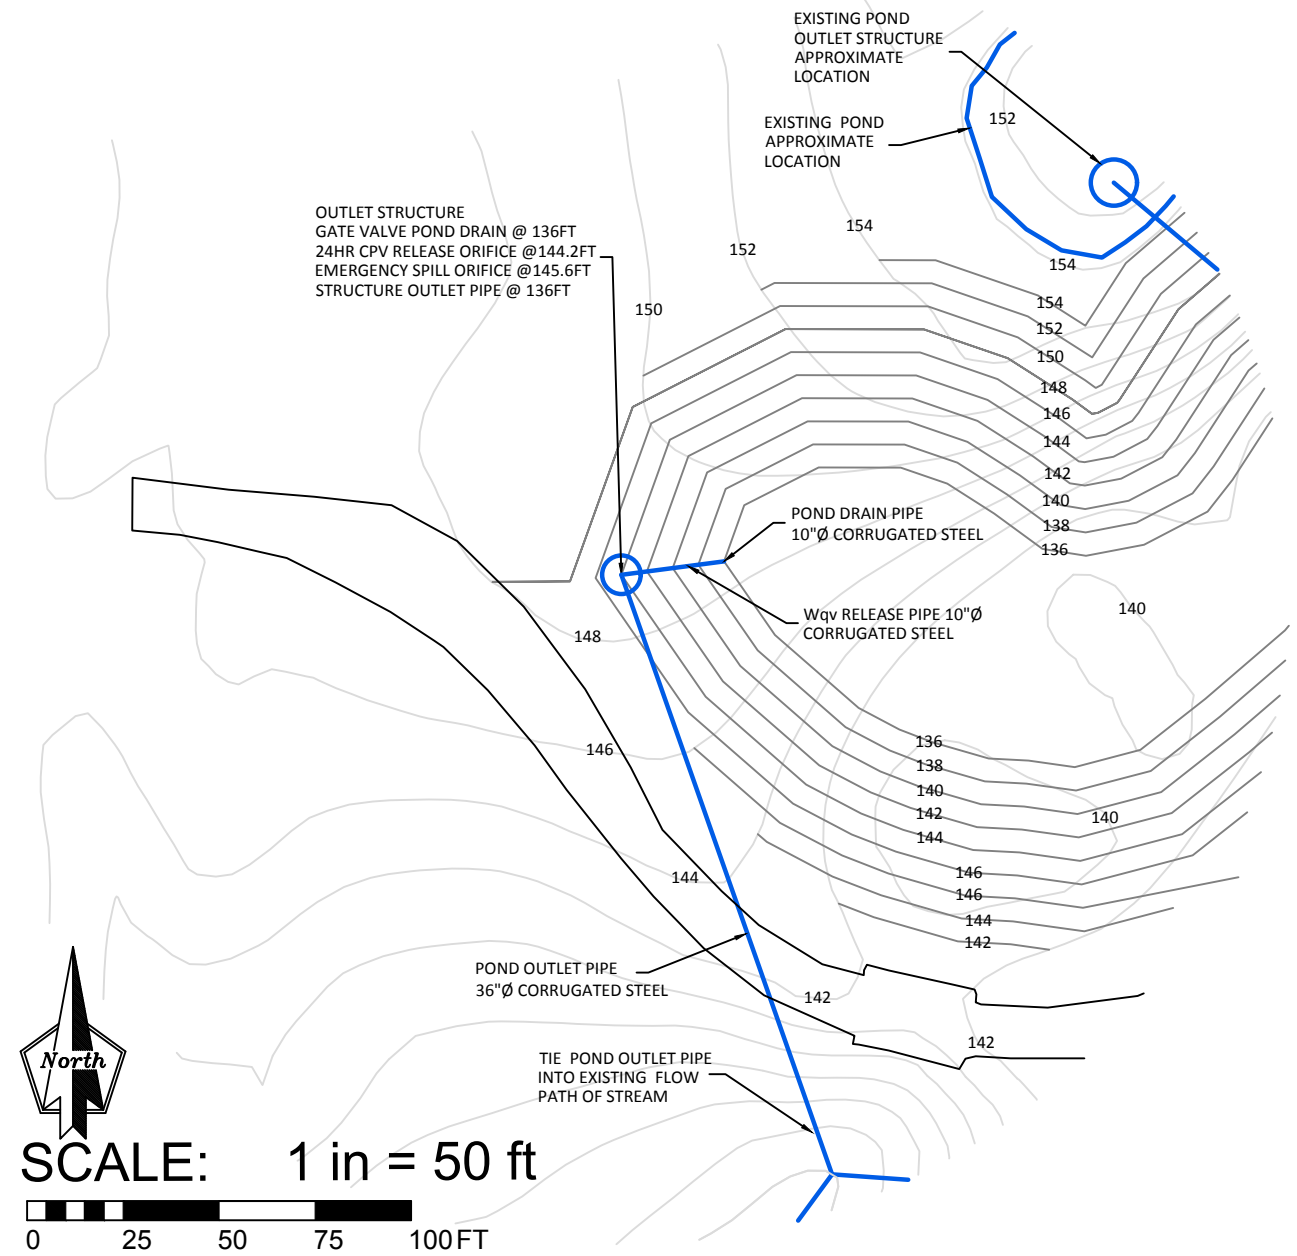 EXISTING POND
OUTLET STRUCTURE
APPROXIMATE
LOCATION
EXISTING POND
APPROXIMATE
LOCATION
152
154
152
154
OUTLET STRUCTURE
GATE VALVE POND DRAIN @ 136FT
24HR CPV RELEASE ORIFICE @144.2FT
EMERGENCY SPILL ORIFICE @145.6FT
STRUCTURE OUTLET PIPE @ 136FT
150
154
152
150
148
146
144
142
140
138
136
POND DRAIN PIPE
10"Ø CORRUGATED STEEL
Wqv RELEASE PIPE 10"Ø
CORRUGATED STEEL
140
148
146
136
138
140
142
144
140
146
146
144
142
144
POND OUTLET PIPE
36"Ø CORRUGATED STEEL
142
142
TIE POND OUTLET PIPE
INTO EXISTING FLOW
PATH OF STREAM
North
SCALE: 1 in = 50 ft
0 25 50 75 100FT